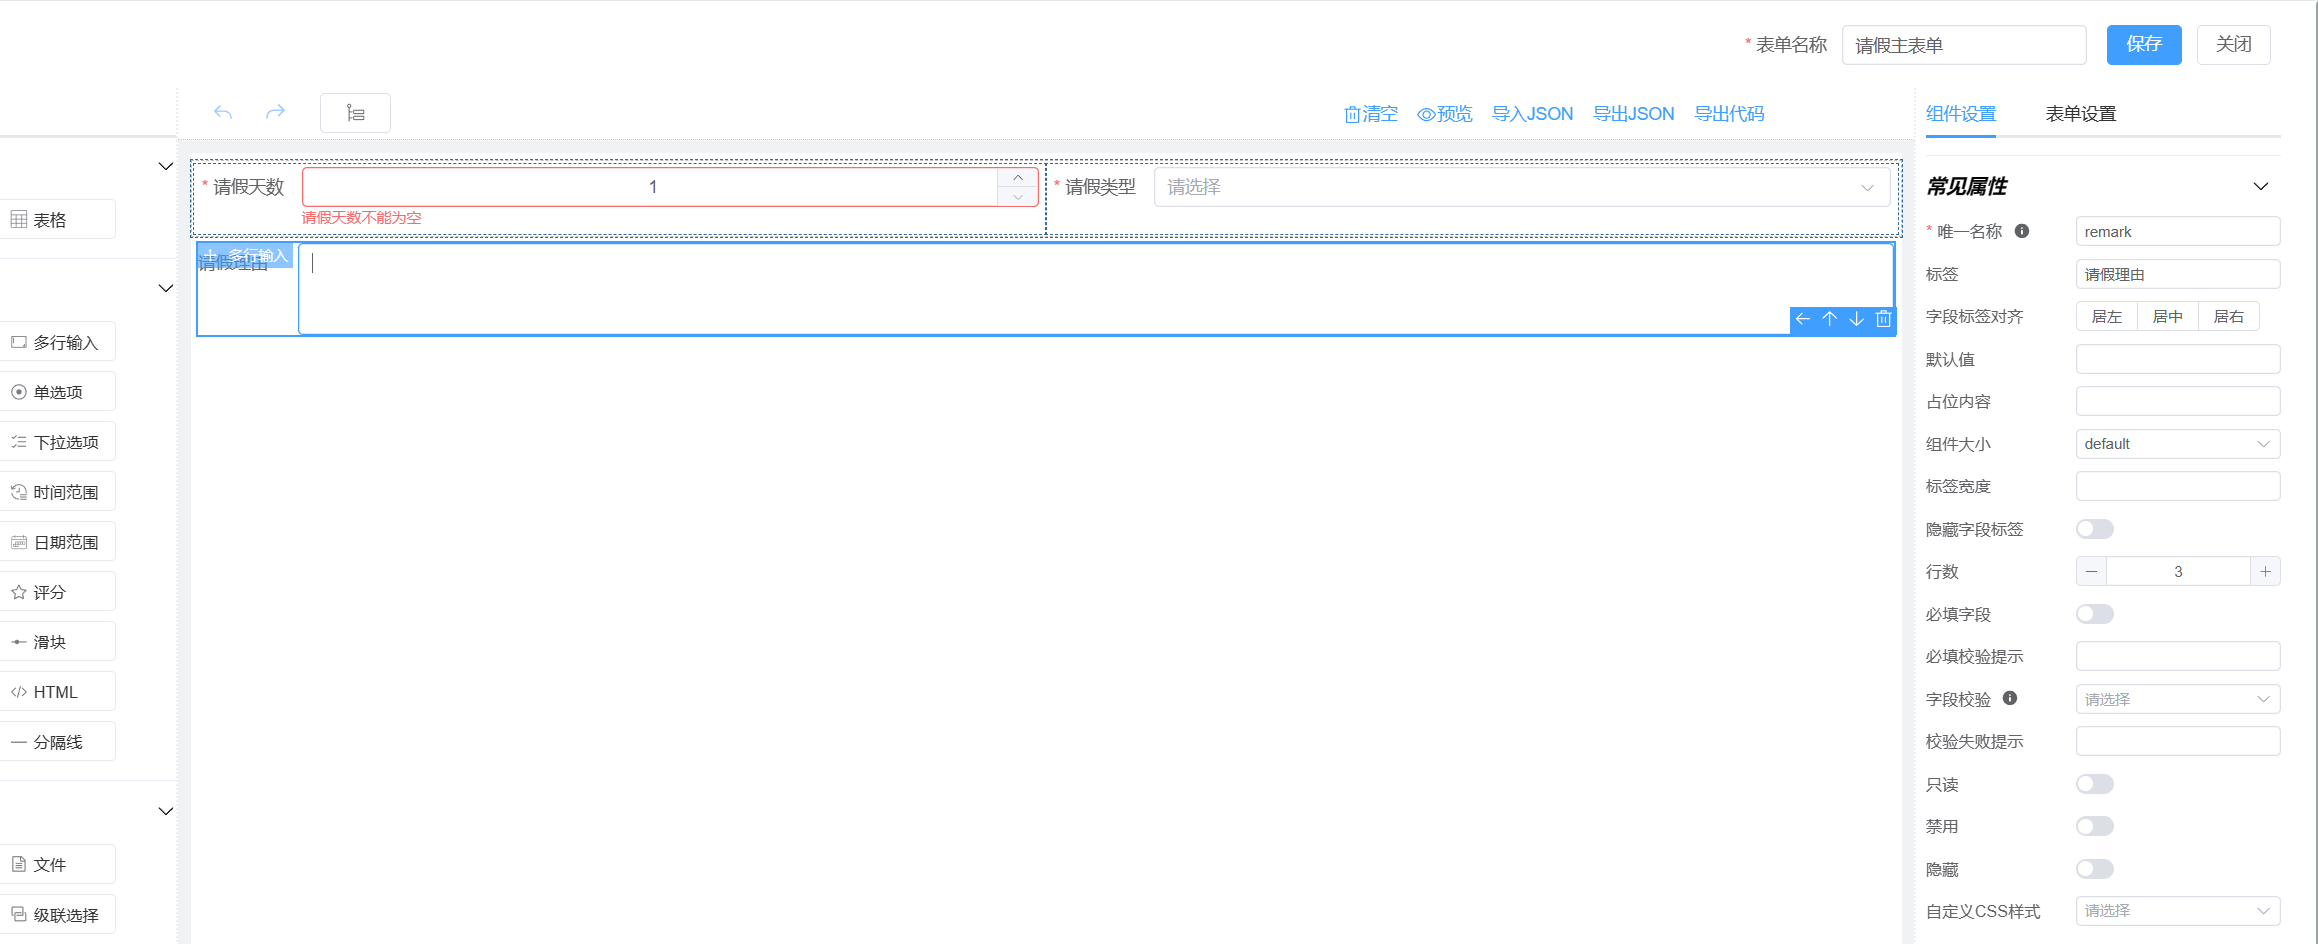 * 表单名称 请假主表单 保存 关闭
清空 预览 导入JSON 导出JSON 导出代码
组件设置 表单设置
表格
多行输入
单选项
下拉选项
时间范围
日期范围
评分
滑块
HTML
分隔线
文件
级联选择
* 请假天数 1 * 请假类型 请选择
请假天数不能为空
多行输入
请假理由
常见属性
* 唯一名称 remark
标签 请假理由
字段标签对齐 居左 居中 居右
默认值
占位内容
组件大小 default
标签宽度
隐藏字段标签
行数 3
必填字段
必填校验提示
字段校验 请选择
校验失败提示
只读
禁用
隐藏
自定义CSS样式 请选择